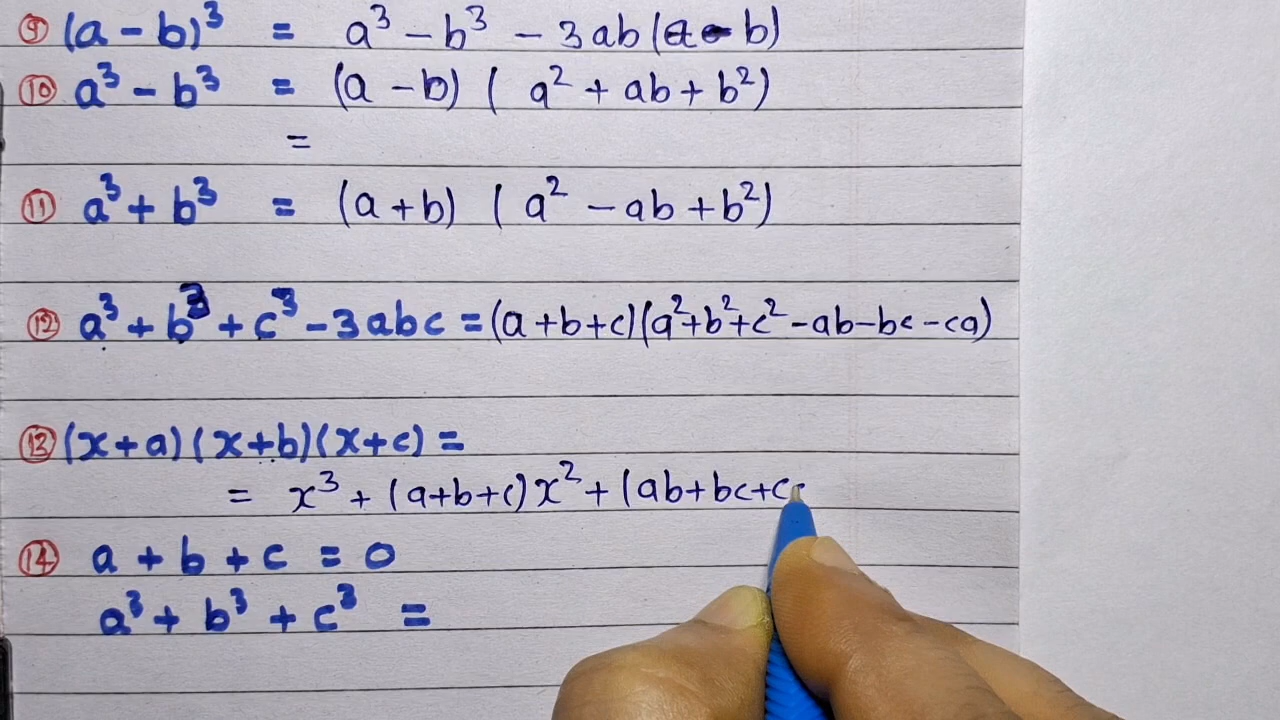 ⑨ (a - b)³ = a³ - b³ - 3ab(a - b)
⑩ a³ - b³ = (a - b) ( a² + ab + b²)
=
⑪ a³ + b³ = (a + b) ( a² - ab + b²)
⑫ a³ + b³ + c³ - 3abc = (a + b + c)(a² + b² + c² - ab - bc - ca)
⑬ (x + a) (x + b) (x + c) =
= x³ + (a + b + c) x² + (ab + bc + c
⑭ a + b + c = 0
a³ + b³ + c³ =